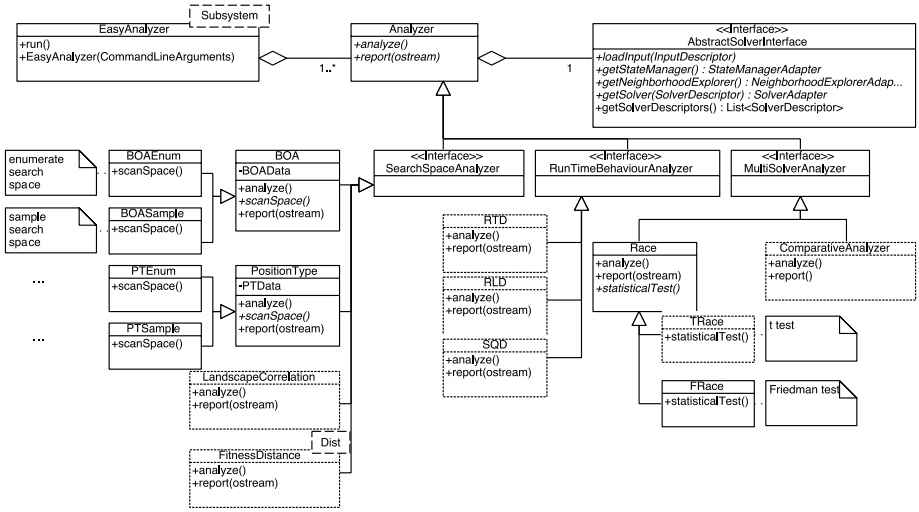 Subsystem
EasyAnalyzer
+run()
+EasyAnalyzer(CommandLineArguments)
1..*
Analyzer
+analyze()
+report(ostream)
1
<<Interface>>
AbstractSolverInterface
+loadInput(InputDescriptor)
+getStateManager() : StateManagerAdapter
+getNeighborhoodExplorer() : NeighborhoodExplorerAdap...
+getSolver(SolverDescriptor) : SolverAdapter
+getSolverDescriptors() : List<SolverDescriptor>
enumerate
search
space
BOAEnum
+scanSpace()
BOA
-BOAData
+analyze()
+scanSpace()
+report(ostream)
<<Interface>>
SearchSpaceAnalyzer
<<Interface>>
RunTimeBehaviourAnalyzer
<<Interface>>
MultiSolverAnalyzer
sample
search
space
BOASample
+scanSpace()
...
PTEnum
+scanSpace()
PositionType
-PTData
+analyze()
+scanSpace()
+report(ostream)
...
PTSample
+scanSpace()
RTD
+analyze()
+report(ostream)
RLD
+analyze()
+report(ostream)
SQD
+analyze()
+report(ostream)
Race
+analyze()
+report(ostream)
+statisticalTest()
ComparativeAnalyzer
+analyze()
+report()
TRace
+statisticalTest()
t test
FRace
+statisticalTest()
Friedman test
LandscapeCorrelation
+analyze()
+report(ostream)
Dist
FitnessDistance
+analyze()
+report(ostream)